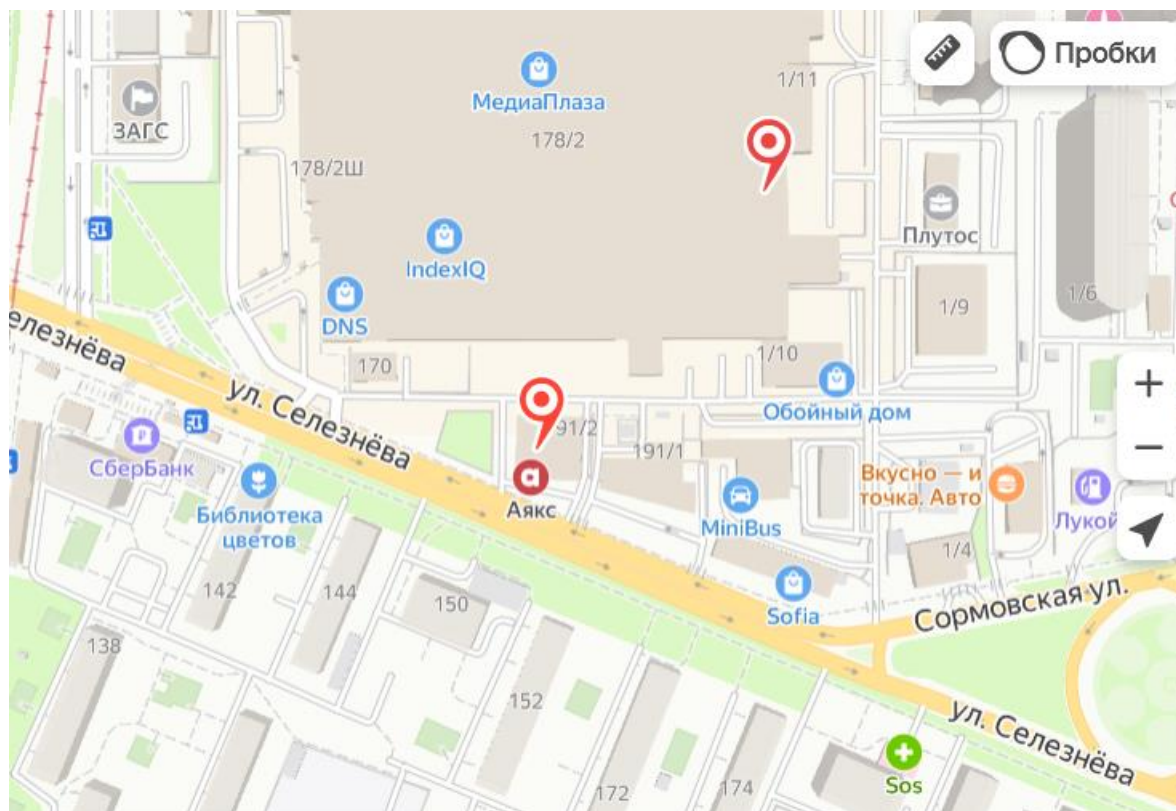 Пробки
МедиаПлаза
1/11
ЗАГС
178/2
178/2Ш
Плутос
IndexIQ
DNS
1/9
1/6
елезнёва
170
1/10
ул. Селезнёва
Обойный дом
91/2
191/1
СберБанк
Вкусно — и
точка. Авто
Аякс
MiniBus
Лукой
Библиотека
цветов
1/4
142
144
150
Sofia
Сормовская ул.
138
152
ул. Селезнёва
Sos
172
174